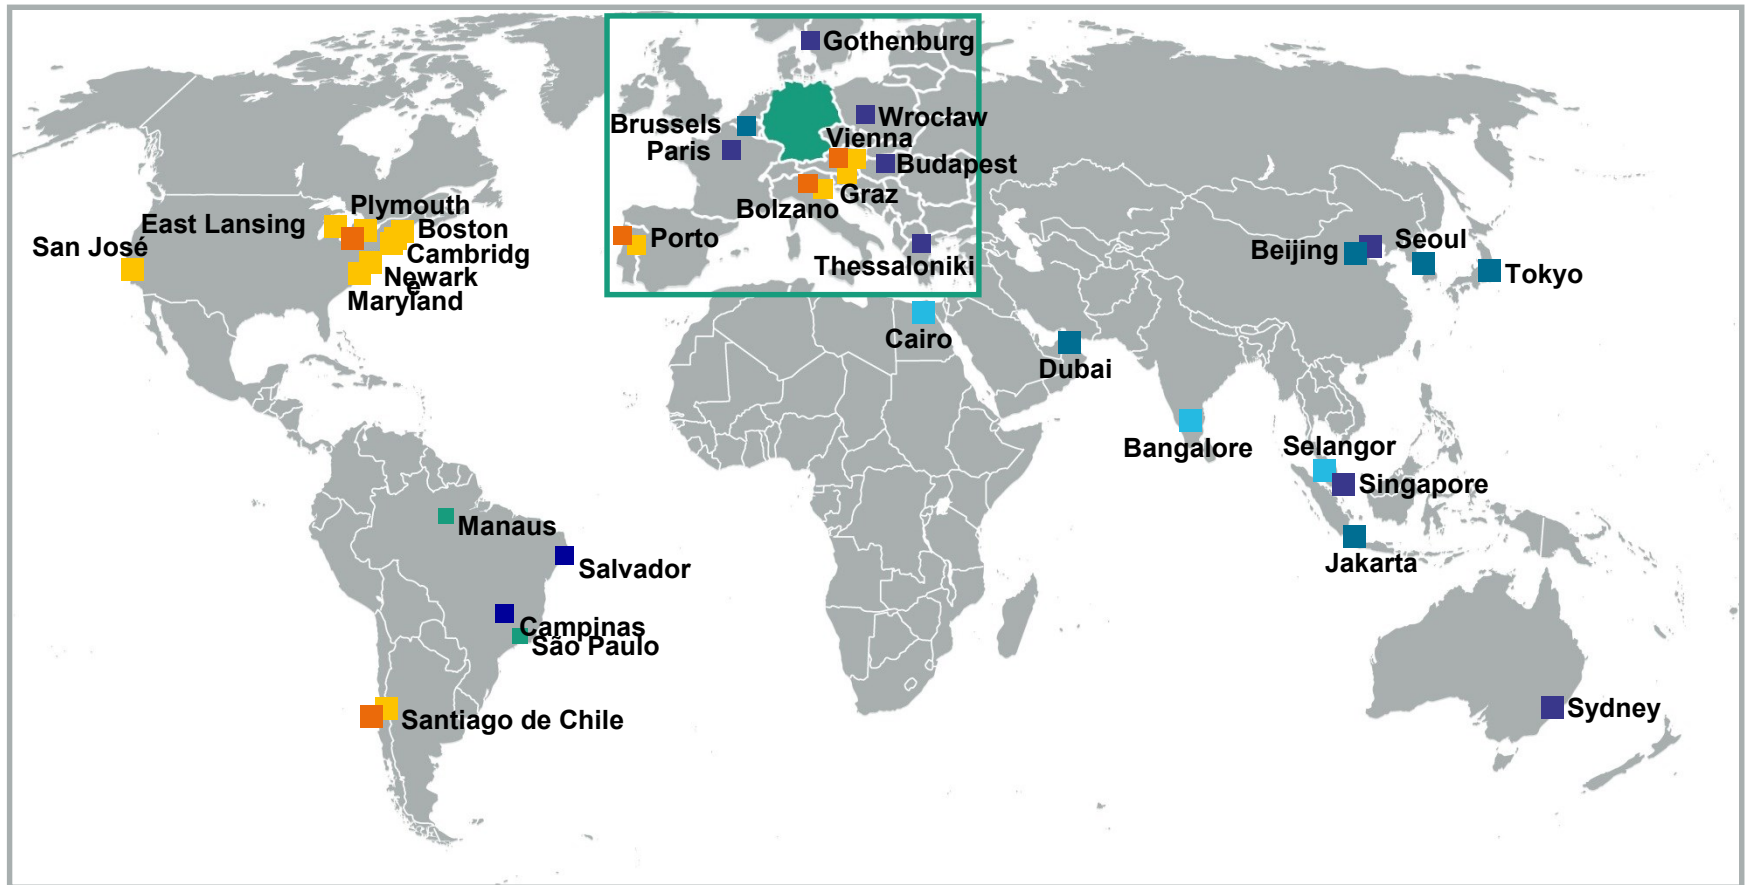 Gothenburg
Brussels
Wrocław
Vienna
Paris
Budapest
Graz
Bolzano
Porto
Thessaloniki
Plymouth
East Lansing
Boston
San José
Cambridg
e
Newark
Maryland
Beijing
Seoul
Tokyo
Cairo
Dubai
Bangalore
Selangor
Singapore
Jakarta
Manaus
Salvador
Campinas
São Paulo
Santiago de Chile
Sydney